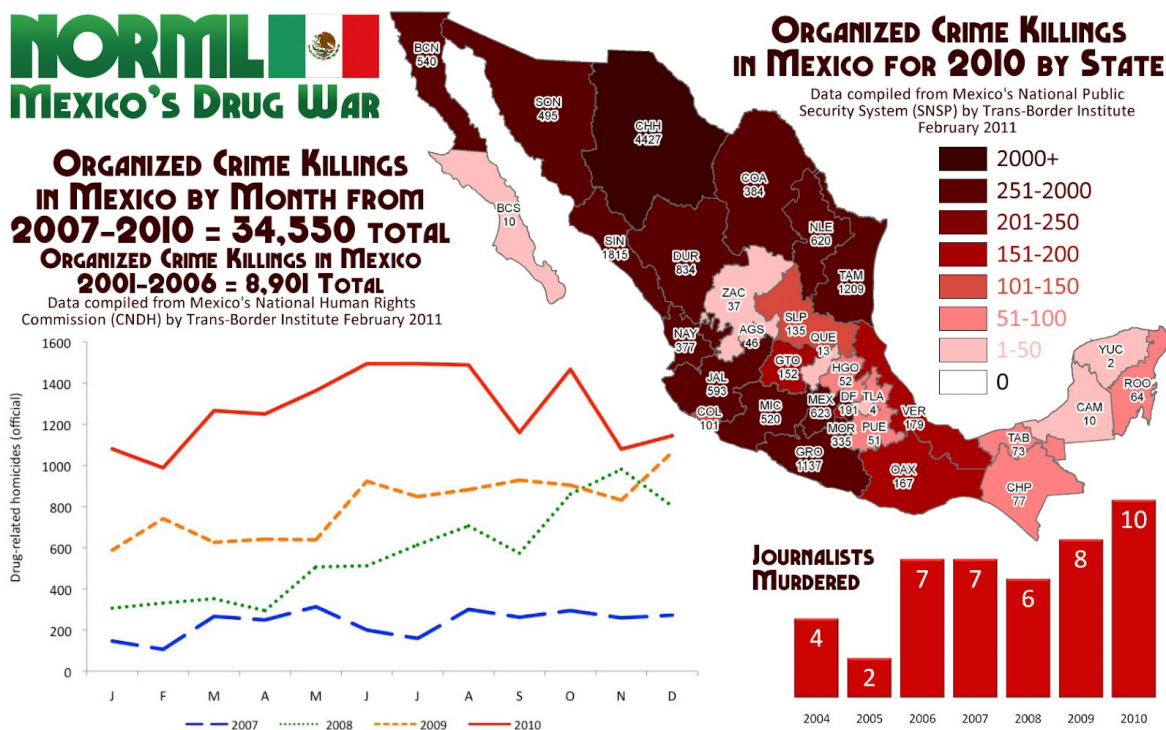 NORML
MEXICO'S DRUG WAR
ORGANIZED CRIME KILLINGS
IN MEXICO BY MONTH FROM
2007-2010 = 34,550 TOTAL
ORGANIZED CRIME KILLINGS IN MEXICO
2001-2006 = 8,901 TOTAL
Data compiled from Mexico's National Human Rights
Commission (CNDH) by Trans-Border Institute February 2011
Drug-related homicides (official)
1600
1400
1200
1000
800
600
400
200
0
J F M A M J J A S O N D
2007 2008 2009 2010
ORGANIZED CRIME KILLINGS
IN MEXICO FOR 2010 BY STATE
Data compiled from Mexico's National Public
Security System (SNSP) by Trans-Border Institute
February 2011
2000+
251-2000
201-250
151-200
101-150
51-100
1-50
0
BCN
540
SON
495
CHH
4427
COA
384
BCS
10
SIN
1815
DUR
834
NLE
620
TAM
1209
ZAC
37
SLP
135
NAY
377
AGS
46
QUE
13
GTO
152
HGO
52
JAL
593
COL
101
MIC
520
MEX
623
DF
191
TLA
4
VER
179
MOR
335
PUE
51
GRO
1137
OAX
167
YUC
2
ROO
64
CAM
10
TAB
73
CHP
77
JOURNALISTS
MURDERED
4
2
7
7
6
8
10
2004 2005 2006 2007 2008 2009 2010